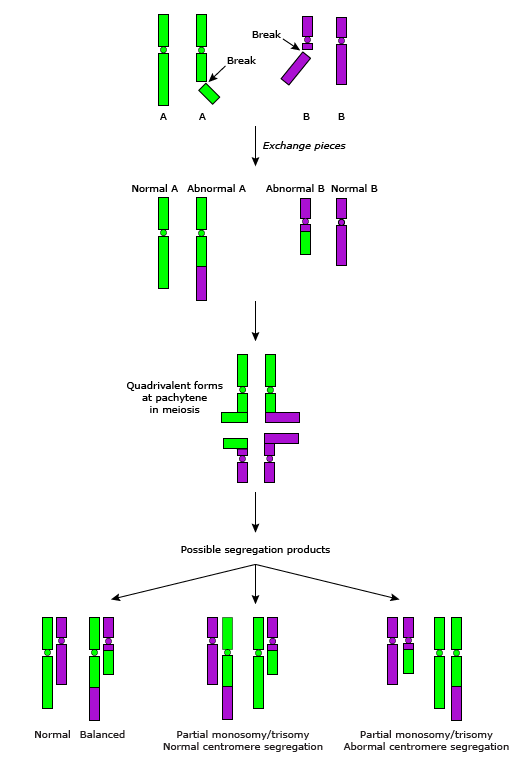 Break
Break
A A B B
Exchange pieces
Normal A Abnormal A Abnormal B Normal B
Quadrivalent forms
at pachytene
in meiosis
Possible segregation products
Normal Balanced
Partial monosomy/trisomy
Normal centromere segregation
Partial monosomy/trisomy
Abormal centromere segregation